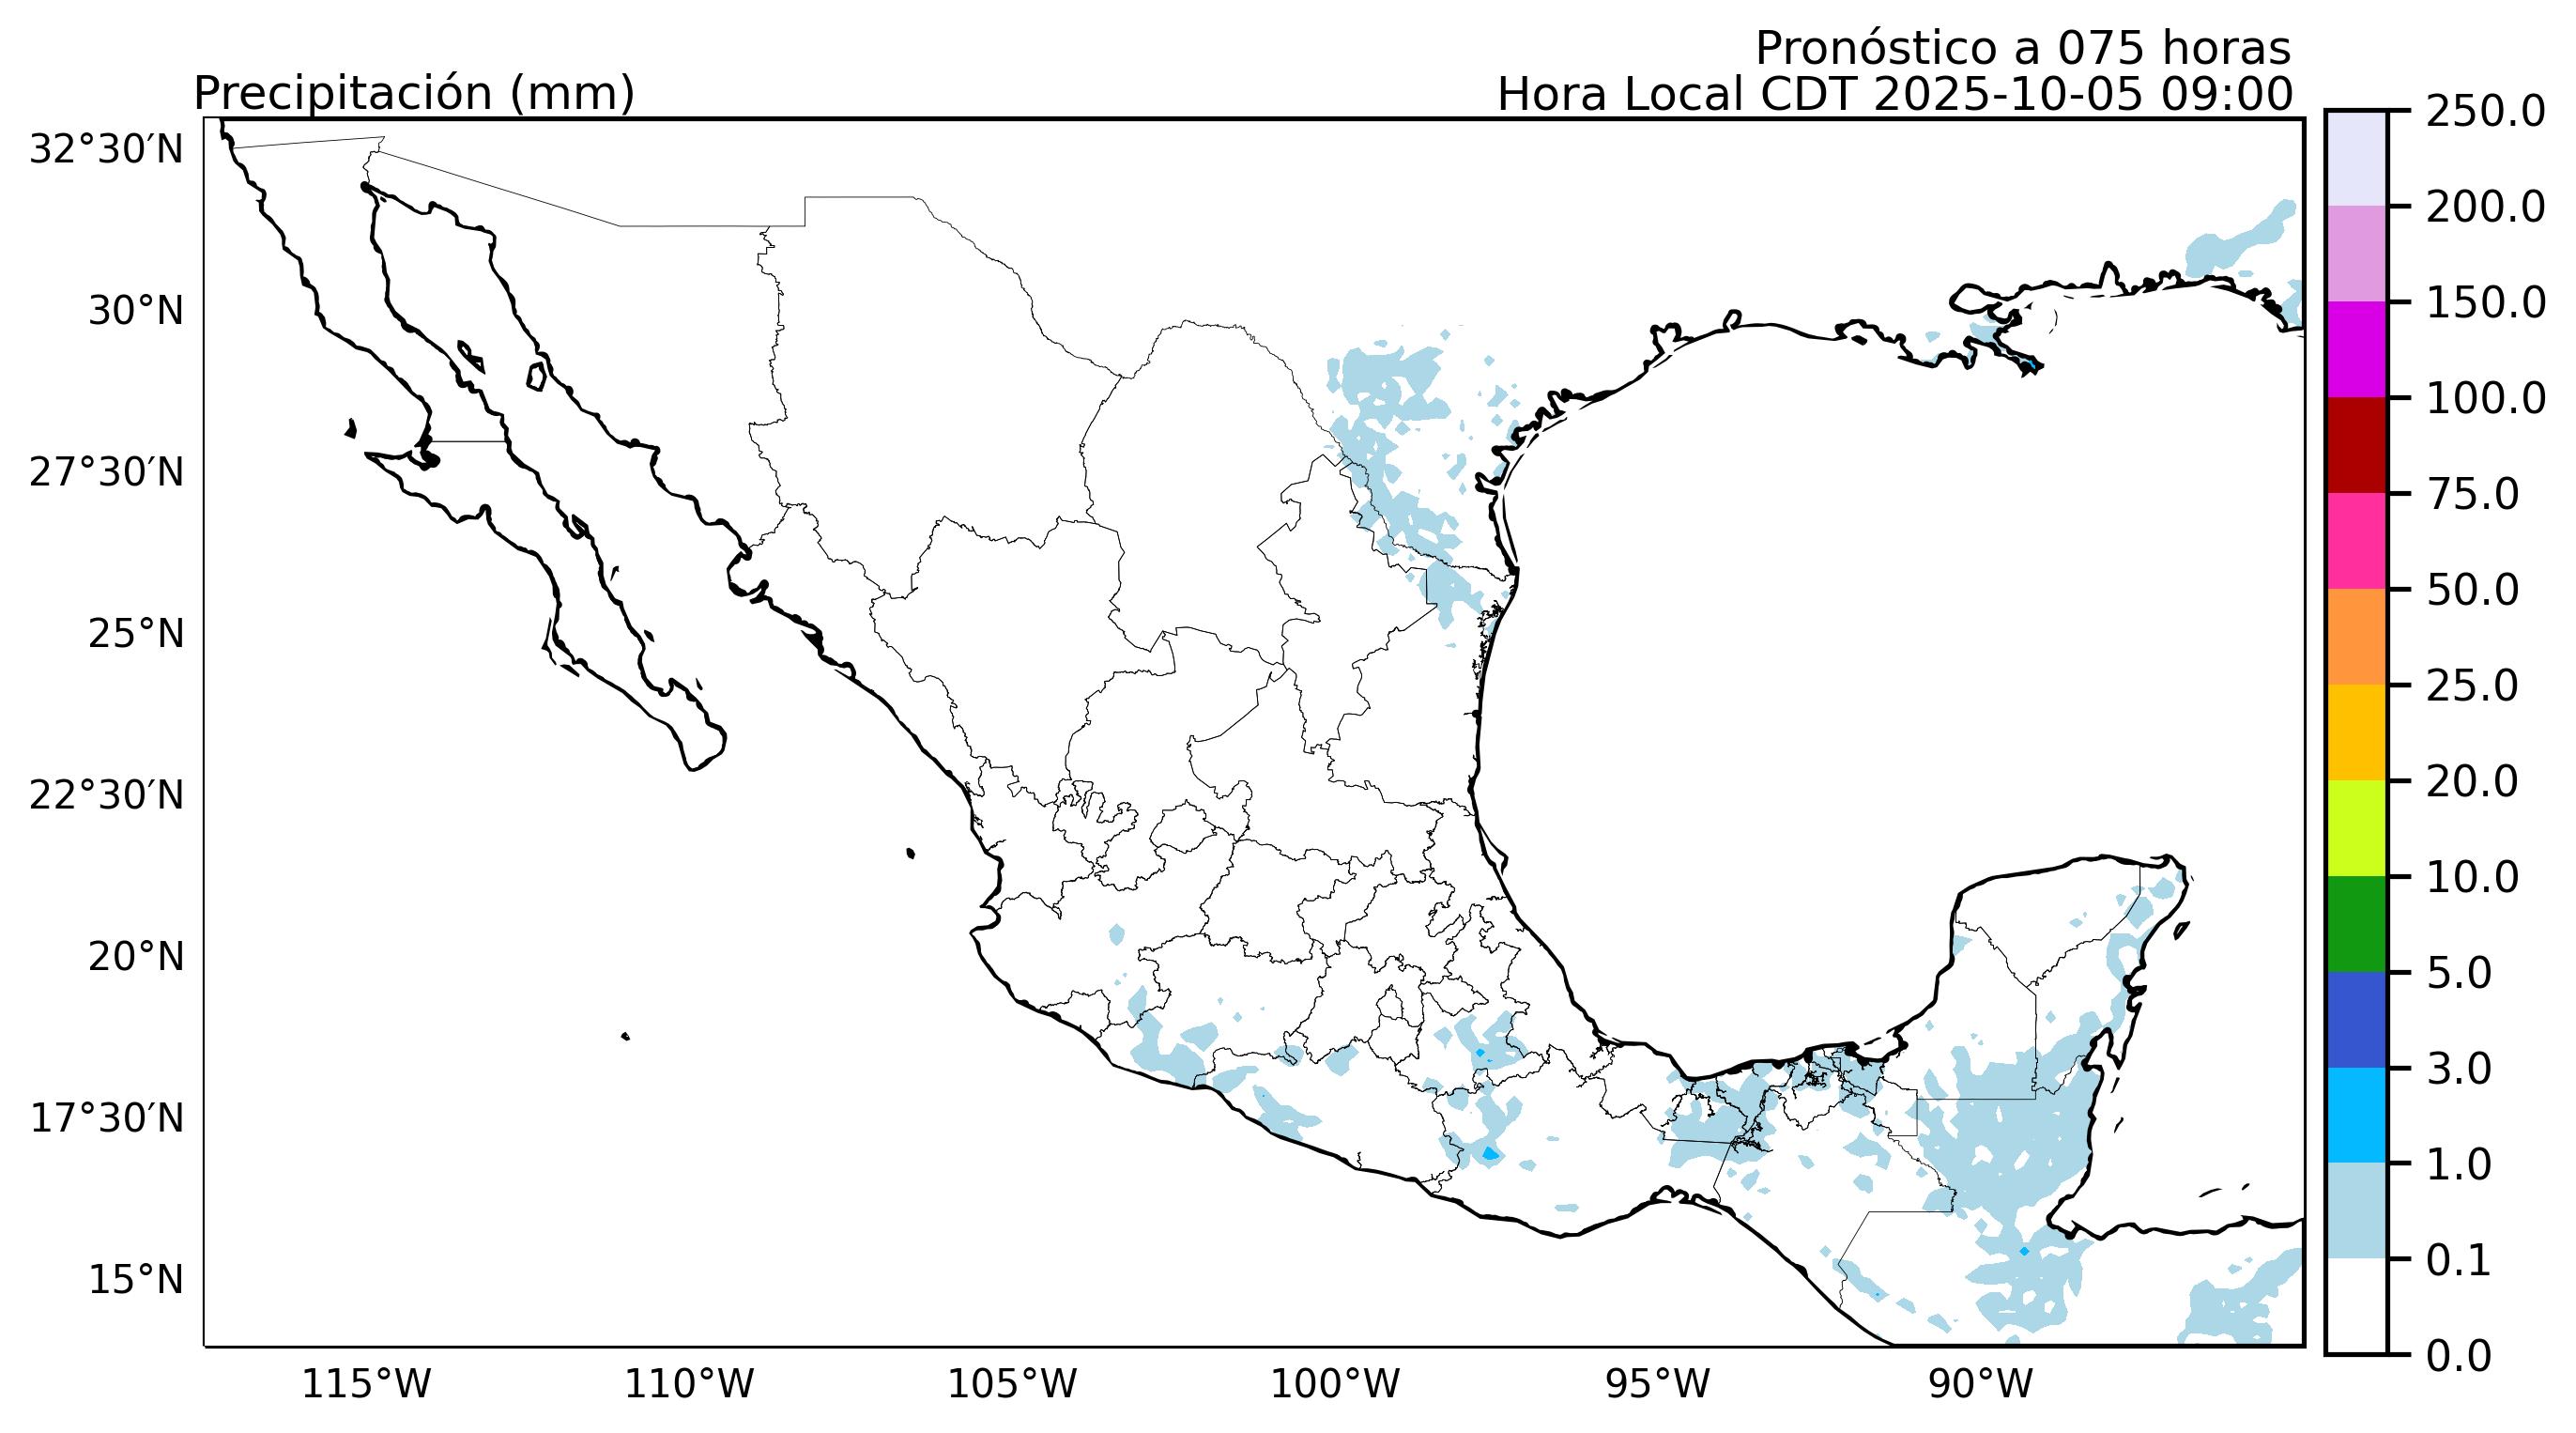 Pronóstico a 075 horas
Precipitación (mm)
Hora Local CDT 2025-10-05 09:00
32°30′N
30°N
27°30′N
25°N
22°30′N
20°N
17°30′N
15°N
115°W
110°W
105°W
100°W
95°W
90°W
250.0
200.0
150.0
100.0
75.0
50.0
25.0
20.0
10.0
5.0
3.0
1.0
0.1
0.0